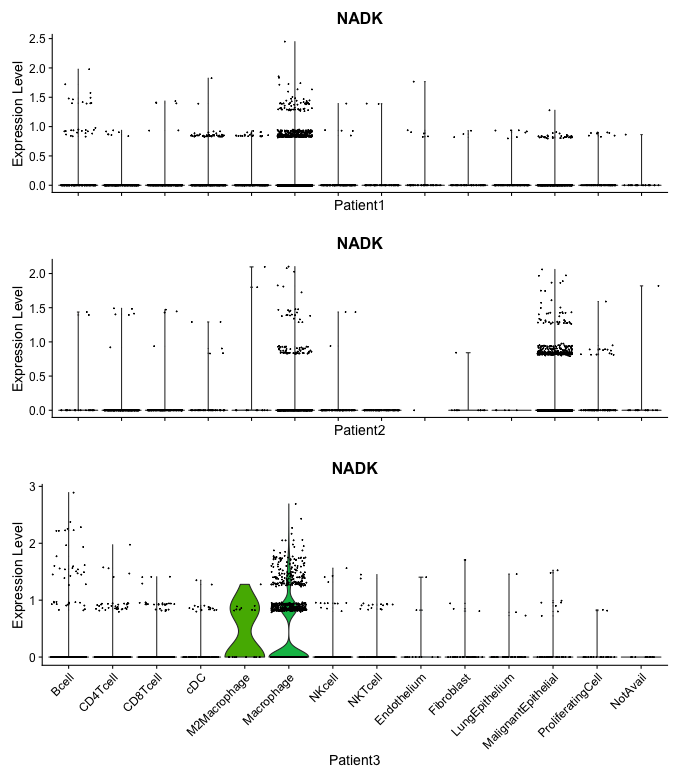 NADK
Expression Level
2.5
2.0
1.5
1.0
0.5
0.0
Patient1
NADK
Expression Level
2.0
1.5
1.0
0.5
0.0
Patient2
NADK
Expression Level
3
2
1
0
Bcell
CD4Tcell
CD8Tcell
cDC
M2Macrophage
Macrophage
NKcell
NKTcell
Endothelium
Fibroblast
LungEpithelium
MalignantEpithelial
ProliferatingCell
NotAvail
Patient3